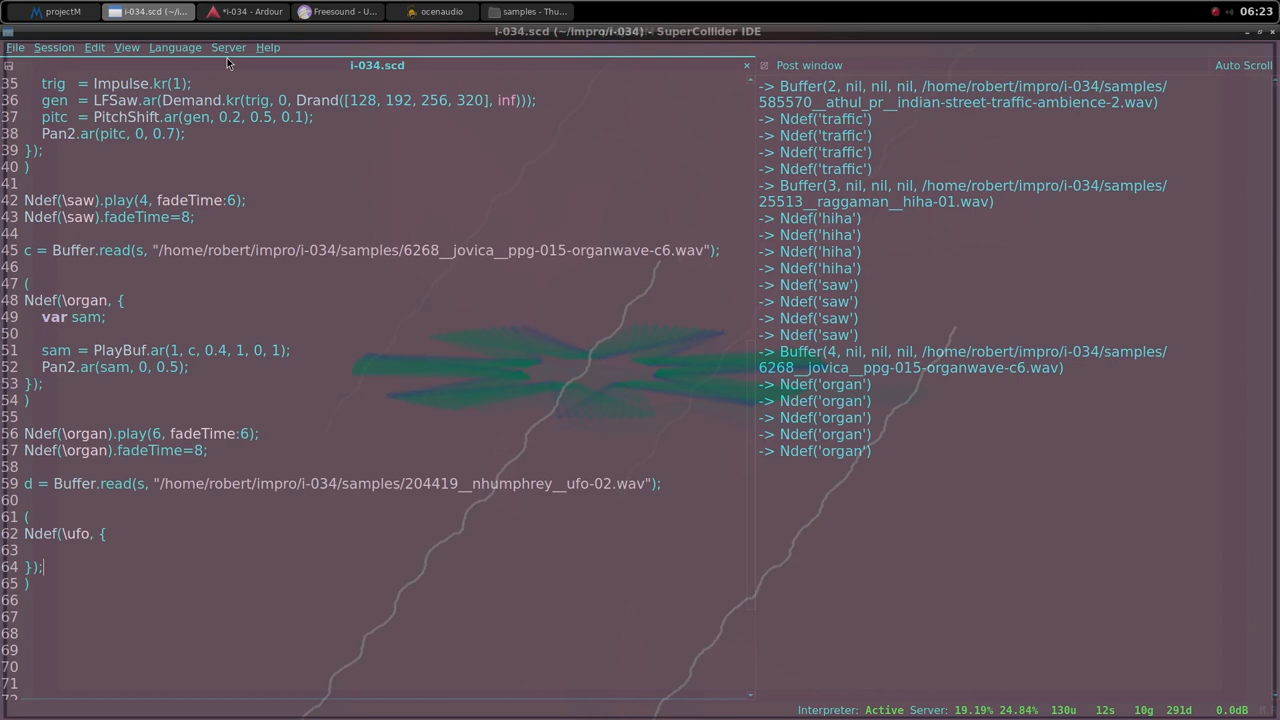 projectM
i-034.scd (~/i...
*i-034 - Ardour
Freesound - U...
ocenaudio
samples - Thu...
06:23
i-034.scd (~/impro/i-034) - SuperCollider IDE
File Session Edit View Language Server Help
i-034.scd
35 trig = Impulse.kr(1);
36 gen = LFSaw.ar(Demand.kr(trig, 0, Drand([128, 192, 256, 320], inf)));
37 pitc = PitchShift.ar(gen, 0.2, 0.5, 0.1);
38 Pan2.ar(pitc, 0, 0.7);
39 });
40 )
41
42 Ndef(\saw).play(4, fadeTime:6);
43 Ndef(\saw).fadeTime=8;
44
45 c = Buffer.read(s, "/home/robert/impro/i-034/samples/6268__jovica__ppg-015-organwave-c6.wav");
46
47 (
48 Ndef(\organ, {
49 var sam;
50
51 sam = PlayBuf.ar(1, c, 0.4, 1, 0, 1);
52 Pan2.ar(sam, 0, 0.5);
53 });
54 )
55
56 Ndef(\organ).play(6, fadeTime:6);
57 Ndef(\organ).fadeTime=8;
58
59 d = Buffer.read(s, "/home/robert/impro/i-034/samples/204419__nhumphrey__ufo-02.wav");
60
61 (
62 Ndef(\ufo, {
63
64 });
65 )
66
67
68
69
70
71
Post window
Auto Scroll
-> Buffer(2, nil, nil, nil, /home/robert/impro/i-034/samples/
585570__athul_pr__indian-street-traffic-ambience-2.wav)
-> Ndef('traffic')
-> Ndef('traffic')
-> Ndef('traffic')
-> Ndef('traffic')
-> Buffer(3, nil, nil, nil, /home/robert/impro/i-034/samples/
25513__raggaman__hiha-01.wav)
-> Ndef('hiha')
-> Ndef('hiha')
-> Ndef('hiha')
-> Ndef('hiha')
-> Ndef('saw')
-> Ndef('saw')
-> Ndef('saw')
-> Ndef('saw')
-> Buffer(4, nil, nil, nil, /home/robert/impro/i-034/samples/
6268__jovica__ppg-015-organwave-c6.wav)
-> Ndef('organ')
-> Ndef('organ')
-> Ndef('organ')
-> Ndef('organ')
-> Ndef('organ')
Interpreter: Active Server: 19.19% 24.84% 130u 12s 10g 291d 0.0dB